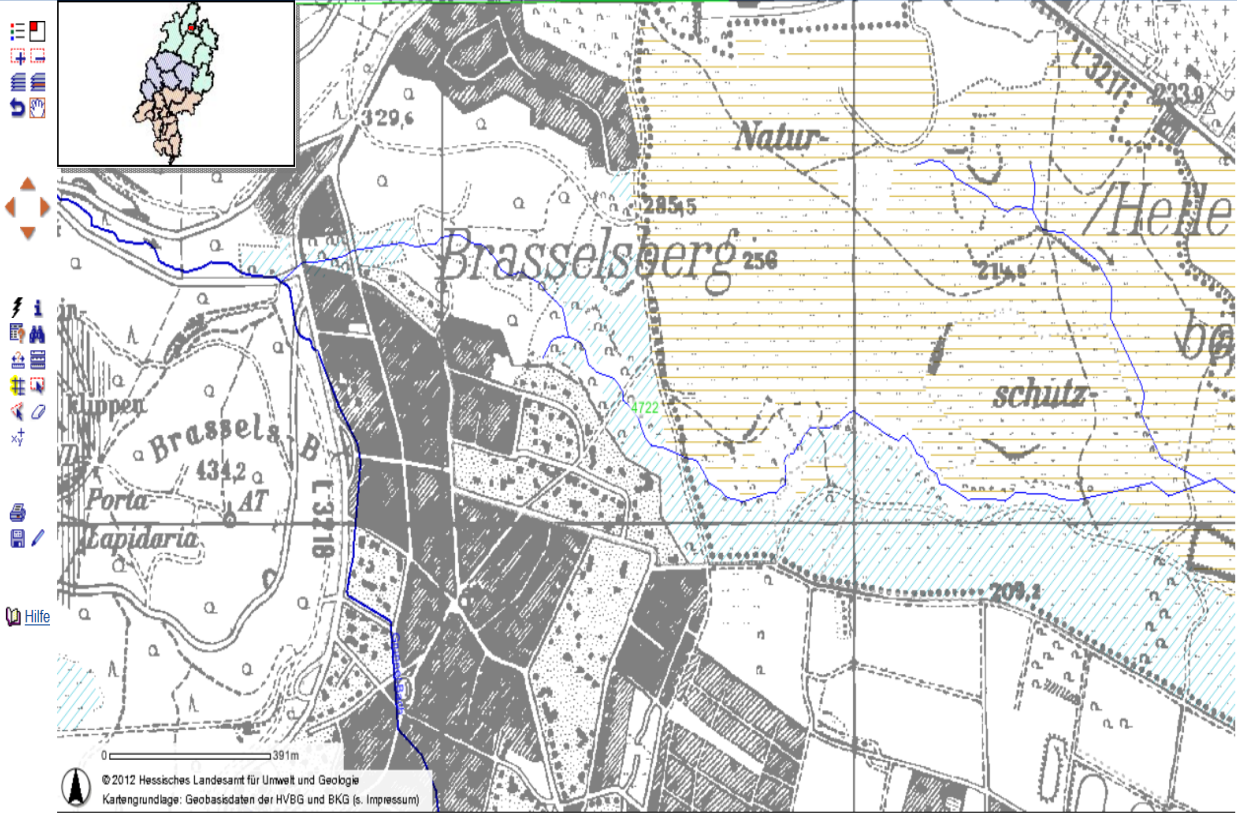 L 3217
233,9
329,6
Natur-
285,5
/Helle
Brasselsberg
256
214,8
be
klippen
schutz-
4722
Brassels-B
434,2
AT
Porta
Lapidaria
L 3218
209,2
Hilfe
0 391m
© 2012 Hessisches Landesamt für Umwelt und Geologie
Kartengrundlage: Geobasisdaten der HVBG und BKG (s. Impressum)